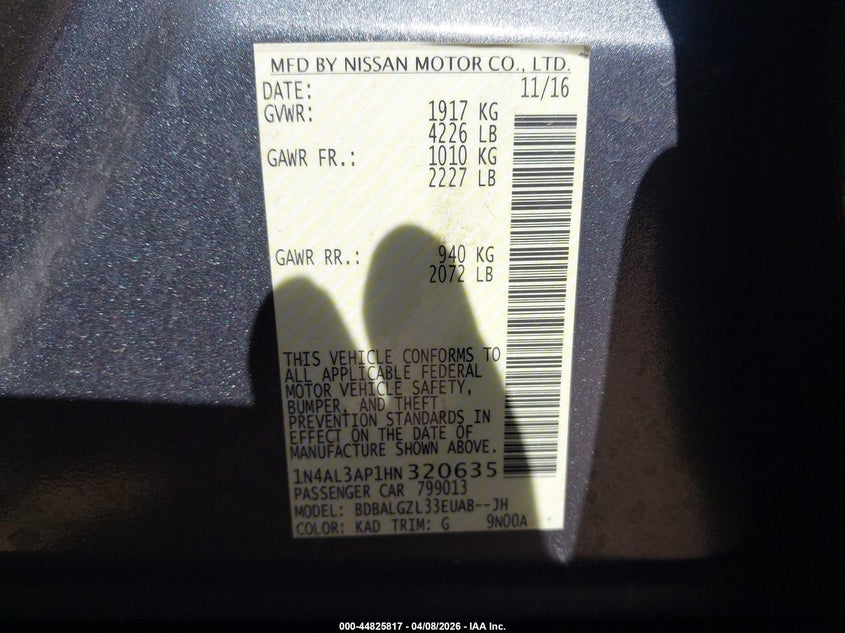 MFD BY NISSAN MOTOR CO., LTD.
DATE: 11/16
GVWR: 1917 KG
4226 LB
GAWR FR.: 1010 KG
2227 LB
GAWR RR.: 940 KG
2072 LB
THIS VEHICLE CONFORMS TO
ALL APPLICABLE FEDERAL
MOTOR VEHICLE SAFETY,
BUMPER, AND THEFT
PREVENTION STANDARDS IN
EFFECT ON THE DATE OF
MANUFACTURE SHOWN ABOVE.
1N4AL3AP1HN320635
PASSENGER CAR 799013
MODEL: BDBALGZL33EUAB--JH
COLOR: KAD TRIM: G 9N00A
000-44825817 - 04/08/2026 - IAA Inc.